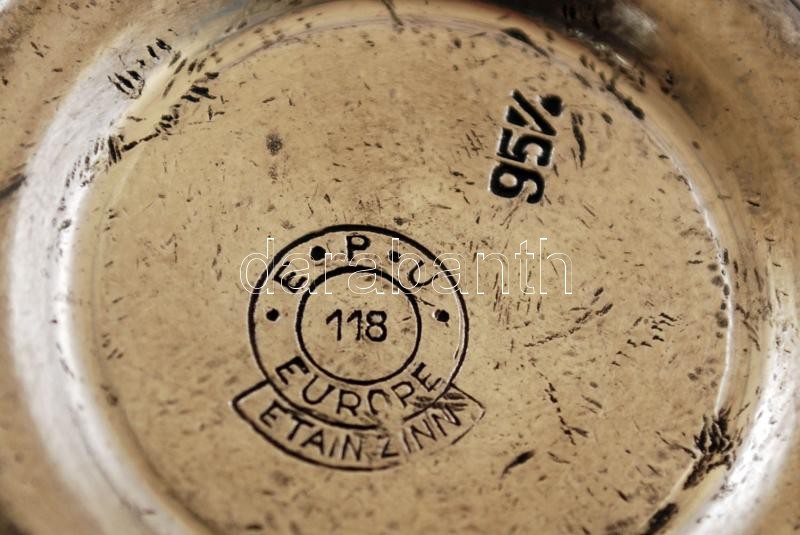 95%
E·P·U
118
EUROPE
ETAIN ZINN
darabanth